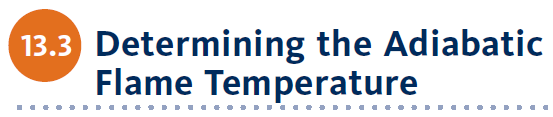 13.3 Determining the Adiabatic
Flame Temperature